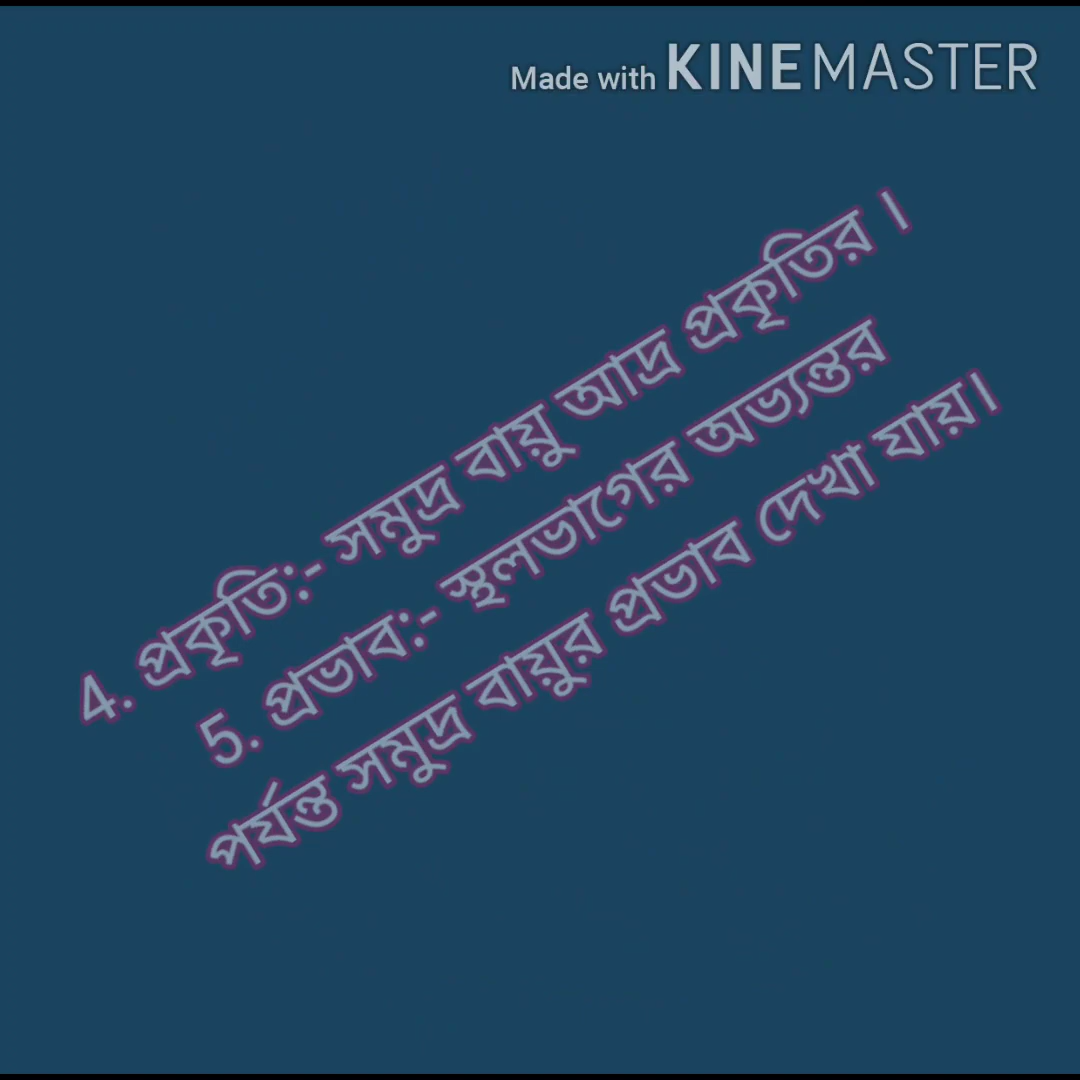 Made with KINEMASTER
4. প্রকৃতি:- সমুদ্র বায়ু আদ্র প্রকৃতির ।
5. প্রভাব:- স্থলভাগের অভ্যন্তর
পর্যন্ত সমুদ্র বায়ুর প্রভাব দেখা যায়।